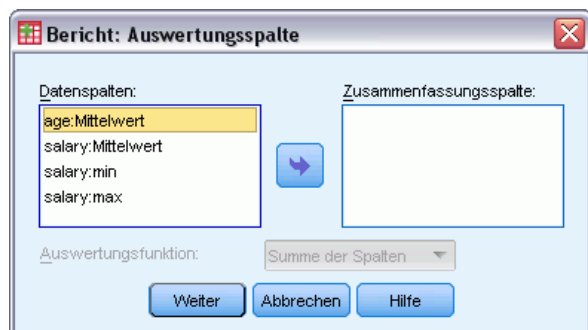 Bericht: Auswertungsspalte
Datenspalten:
Zusammenfassungsspalte:
age:Mittelwert
salary:Mittelwert
salary:min
salary:max
Auswertungsfunktion:
Summe der Spalten
Weiter
Abbrechen
Hilfe